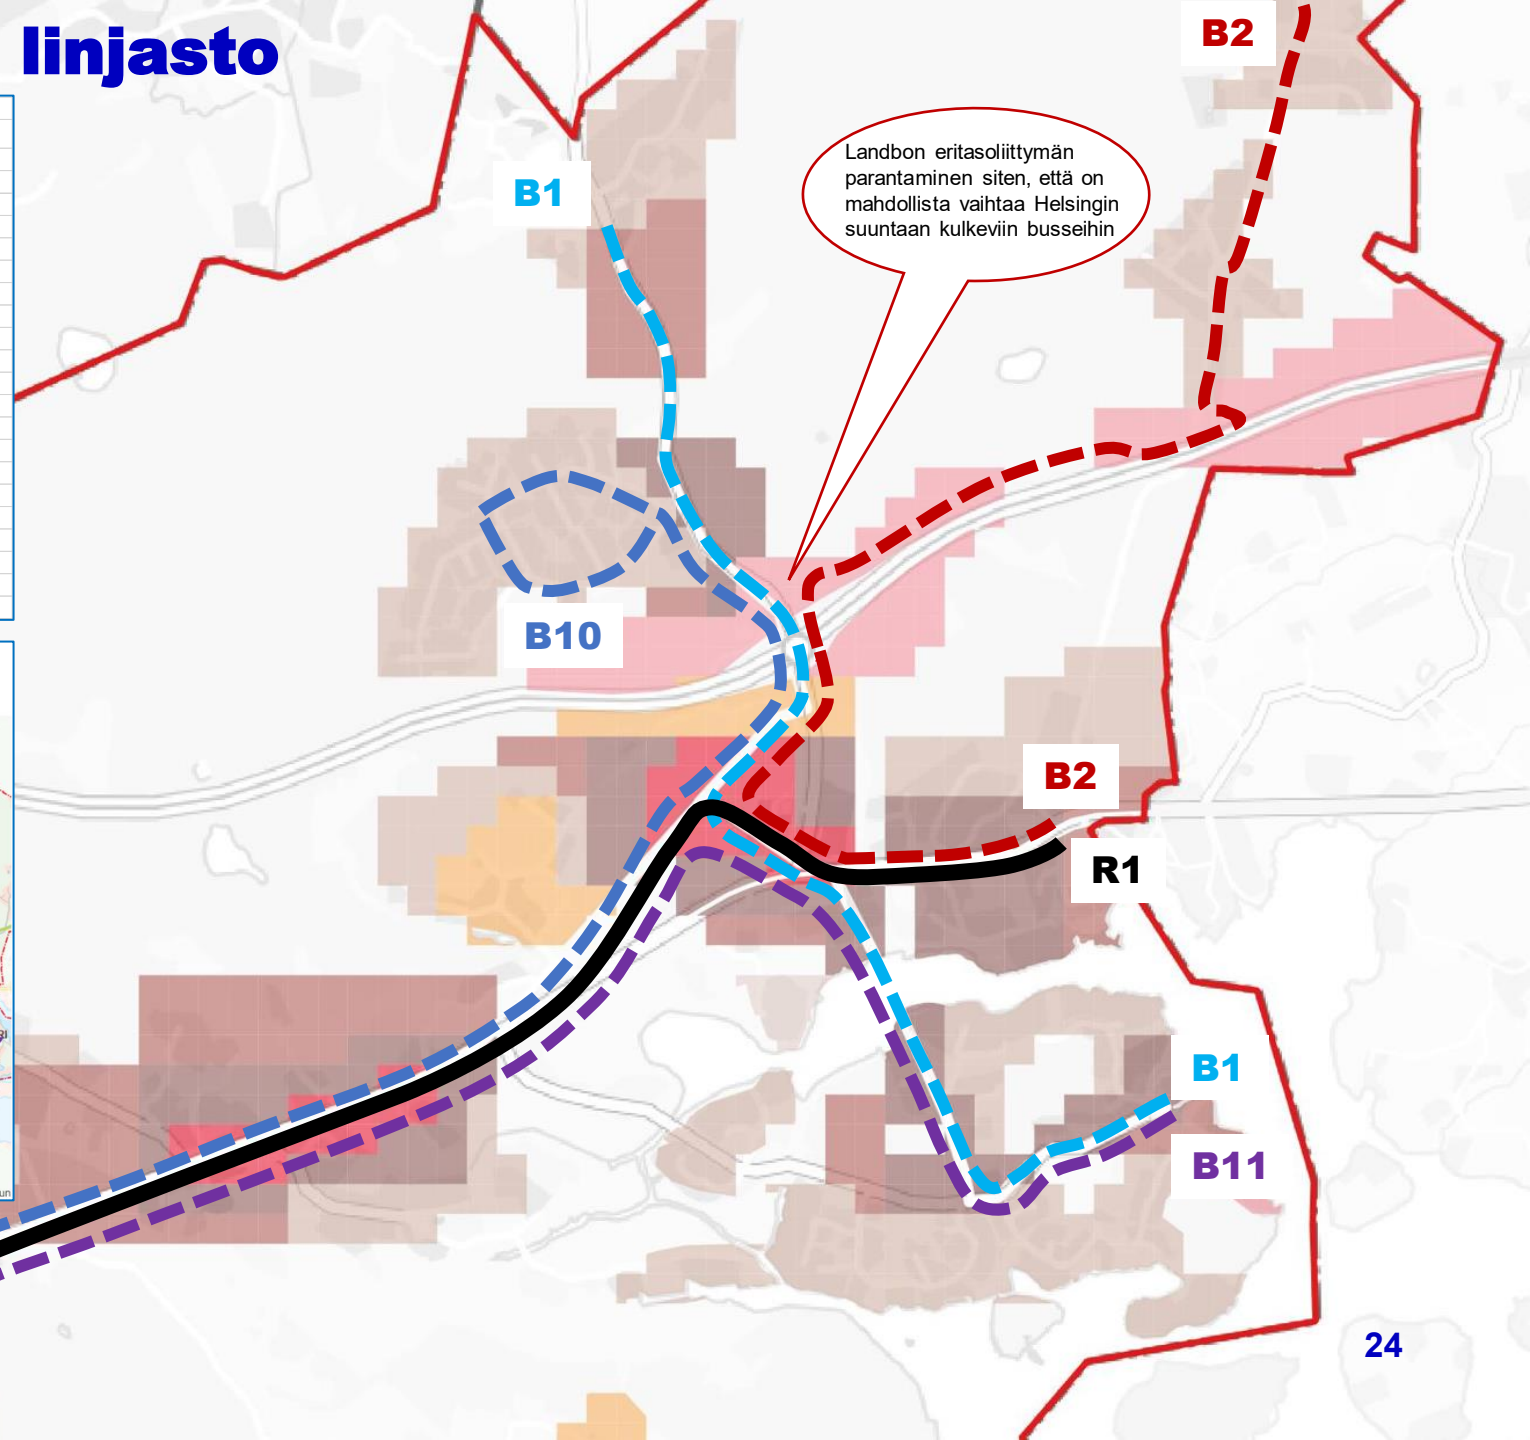 linjasto
B2
Landbon eritasoliittymän
parantaminen siten, että on
mahdollista vaihtaa Helsingin
suuntaan kulkeviin busseihin
B1
B10
B2
R1
B1
B11
24